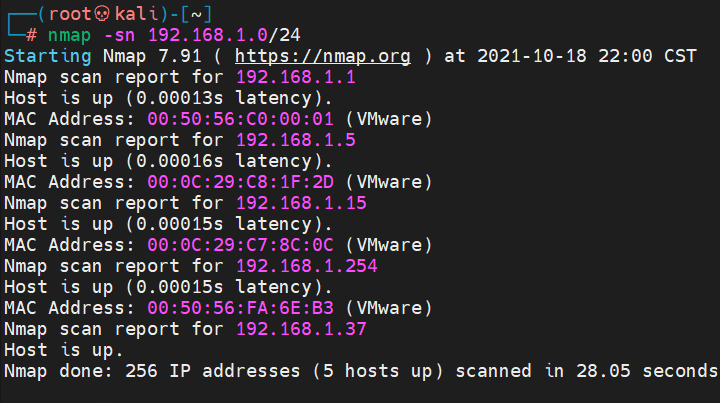 ┌──(root💀kali)-[~]
└─# nmap -sn 192.168.1.0/24
Starting Nmap 7.91 ( https://nmap.org ) at 2021-10-18 22:00 CST
Nmap scan report for 192.168.1.1
Host is up (0.00013s latency).
MAC Address: 00:50:56:C0:00:01 (VMware)
Nmap scan report for 192.168.1.5
Host is up (0.00016s latency).
MAC Address: 00:0C:29:C8:1F:2D (VMware)
Nmap scan report for 192.168.1.15
Host is up (0.00015s latency).
MAC Address: 00:0C:29:C7:8C:0C (VMware)
Nmap scan report for 192.168.1.254
Host is up (0.00015s latency).
MAC Address: 00:50:56:FA:6E:B3 (VMware)
Nmap scan report for 192.168.1.37
Host is up.
Nmap done: 256 IP addresses (5 hosts up) scanned in 28.05 seconds